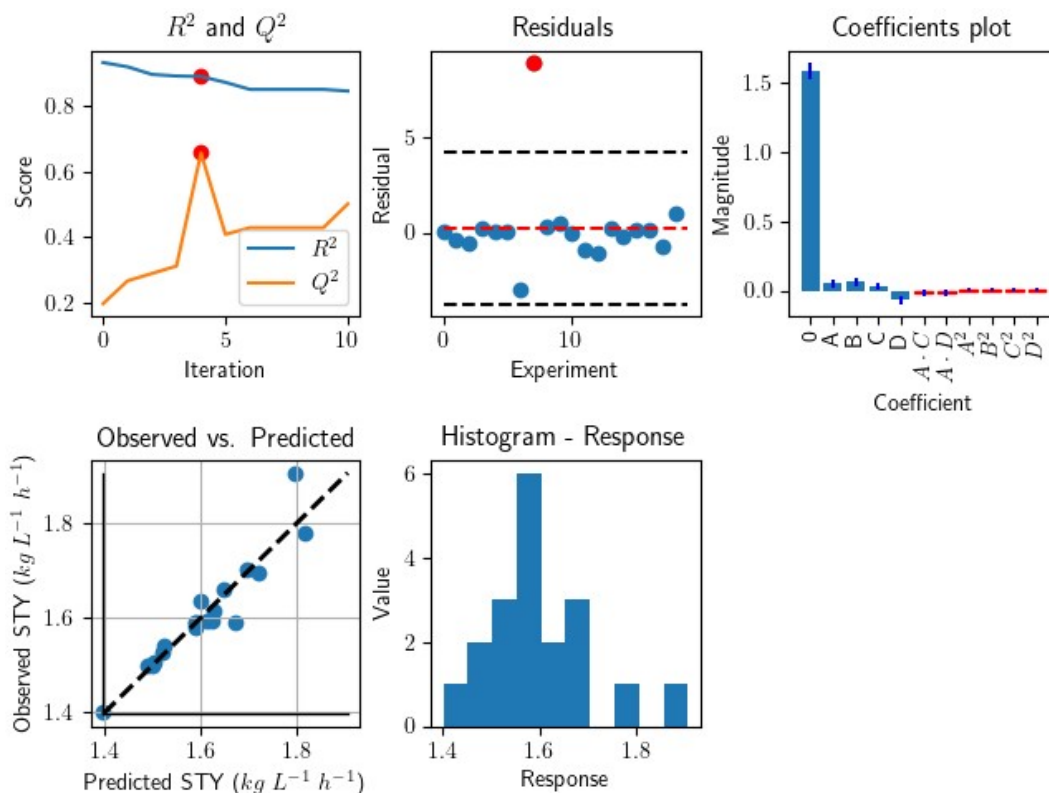 R² and Q²
Score
0.8
0.6
0.4
0.2
R²
Q²
0
5
10
Iteration
Residuals
Residual
5
0
0
10
Experiment
Coefficients plot
Magnitude
1.5
1.0
0.5
0.0
0
A
B
C
D
A · C
A · D
A²
B²
C²
D²
Coefficient
Observed vs. Predicted
Observed STY (kg L⁻¹ h⁻¹)
1.8
1.6
1.4
1.4
1.6
1.8
Predicted STY (kg L⁻¹ h⁻¹)
Histogram - Response
Value
6
4
2
0
1.4
1.6
1.8
Response